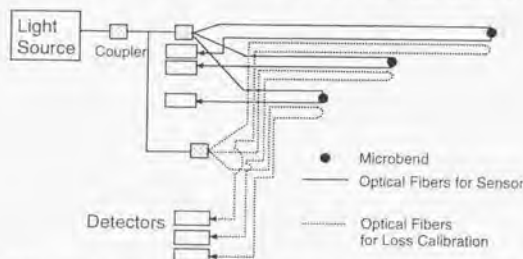 Light
Source
Coupler
Microbend
Optical Fibers for Sensor
Optical Fibers
for Loss Calibration
Detectors